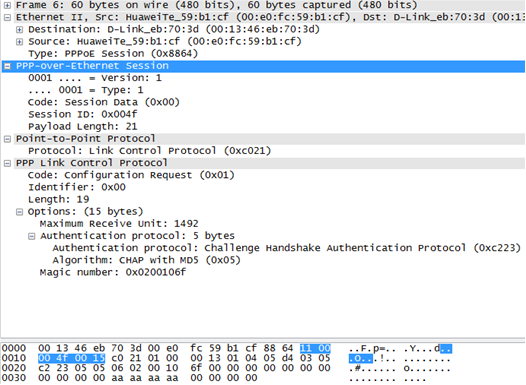 Frame 6: 60 bytes on wire (480 bits), 60 bytes captured (480 bits)
Ethernet II, Src: HuaweiTe_59:b1:cf (00:e0:fc:59:b1:cf), Dst: D-Link_eb:70:3d (00:13:46:eb:70:3d)
Destination: D-Link_eb:70:3d (00:13:46:eb:70:3d)
Source: HuaweiTe_59:b1:cf (00:e0:fc:59:b1:cf)
Type: PPPoE Session (0x8864)
PPP-over-Ethernet Session
0001 .... = Version: 1
.... 0001 = Type: 1
Code: Session Data (0x00)
Session ID: 0x004f
Payload Length: 21
Point-to-Point Protocol
Protocol: Link Control Protocol (0xc021)
PPP Link Control Protocol
Code: Configuration Request (0x01)
Identifier: 0x00
Length: 19
Options: (15 bytes)
Maximum Receive Unit: 1492
Authentication protocol: 5 bytes
Authentication protocol: Challenge Handshake Authentication Protocol (0xc223)
Algorithm: CHAP with MD5 (0x05)
Magic number: 0x0200106f
0000 00 13 46 eb 70 3d 00 e0 fc 59 b1 cf 88 64 11 00 ..F.p=.. .Y...d..
0010 00 4f 00 15 c0 21 01 00 00 13 01 04 05 d4 03 05 .O...!.. ........
0020 c2 23 05 05 06 02 00 10 6f 00 00 00 00 00 00 00 .#...... o.......
0030 00 00 00 00 aa aa aa aa 00 00 00 00 ........ ....